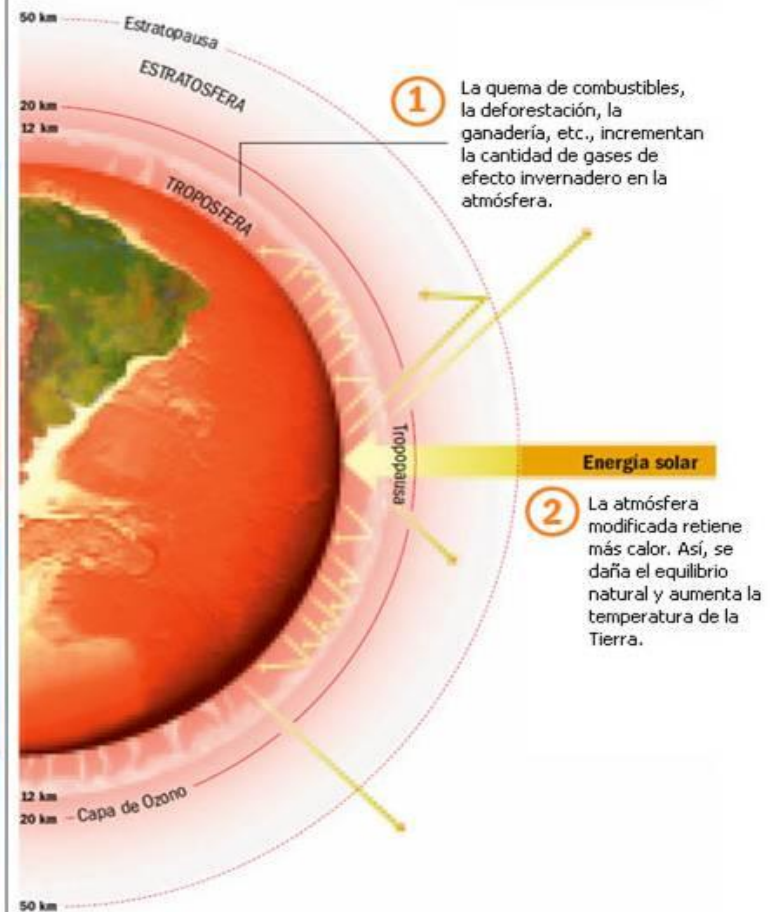 50 km
Estratopausa
ESTRATOSFERA
20 km
12 km
TROPOSFERA
1
La quema de combustibles,
la deforestación, la
ganadería, etc., incrementan
la cantidad de gases de
efecto invernadero en la
atmósfera.
Tropopausa
Energía solar
2
La atmósfera
modificada retiene
más calor. Así, se
daña el equilibrio
natural y aumenta la
temperatura de la
Tierra.
12 km
20 km
Capa de Ozono
50 km